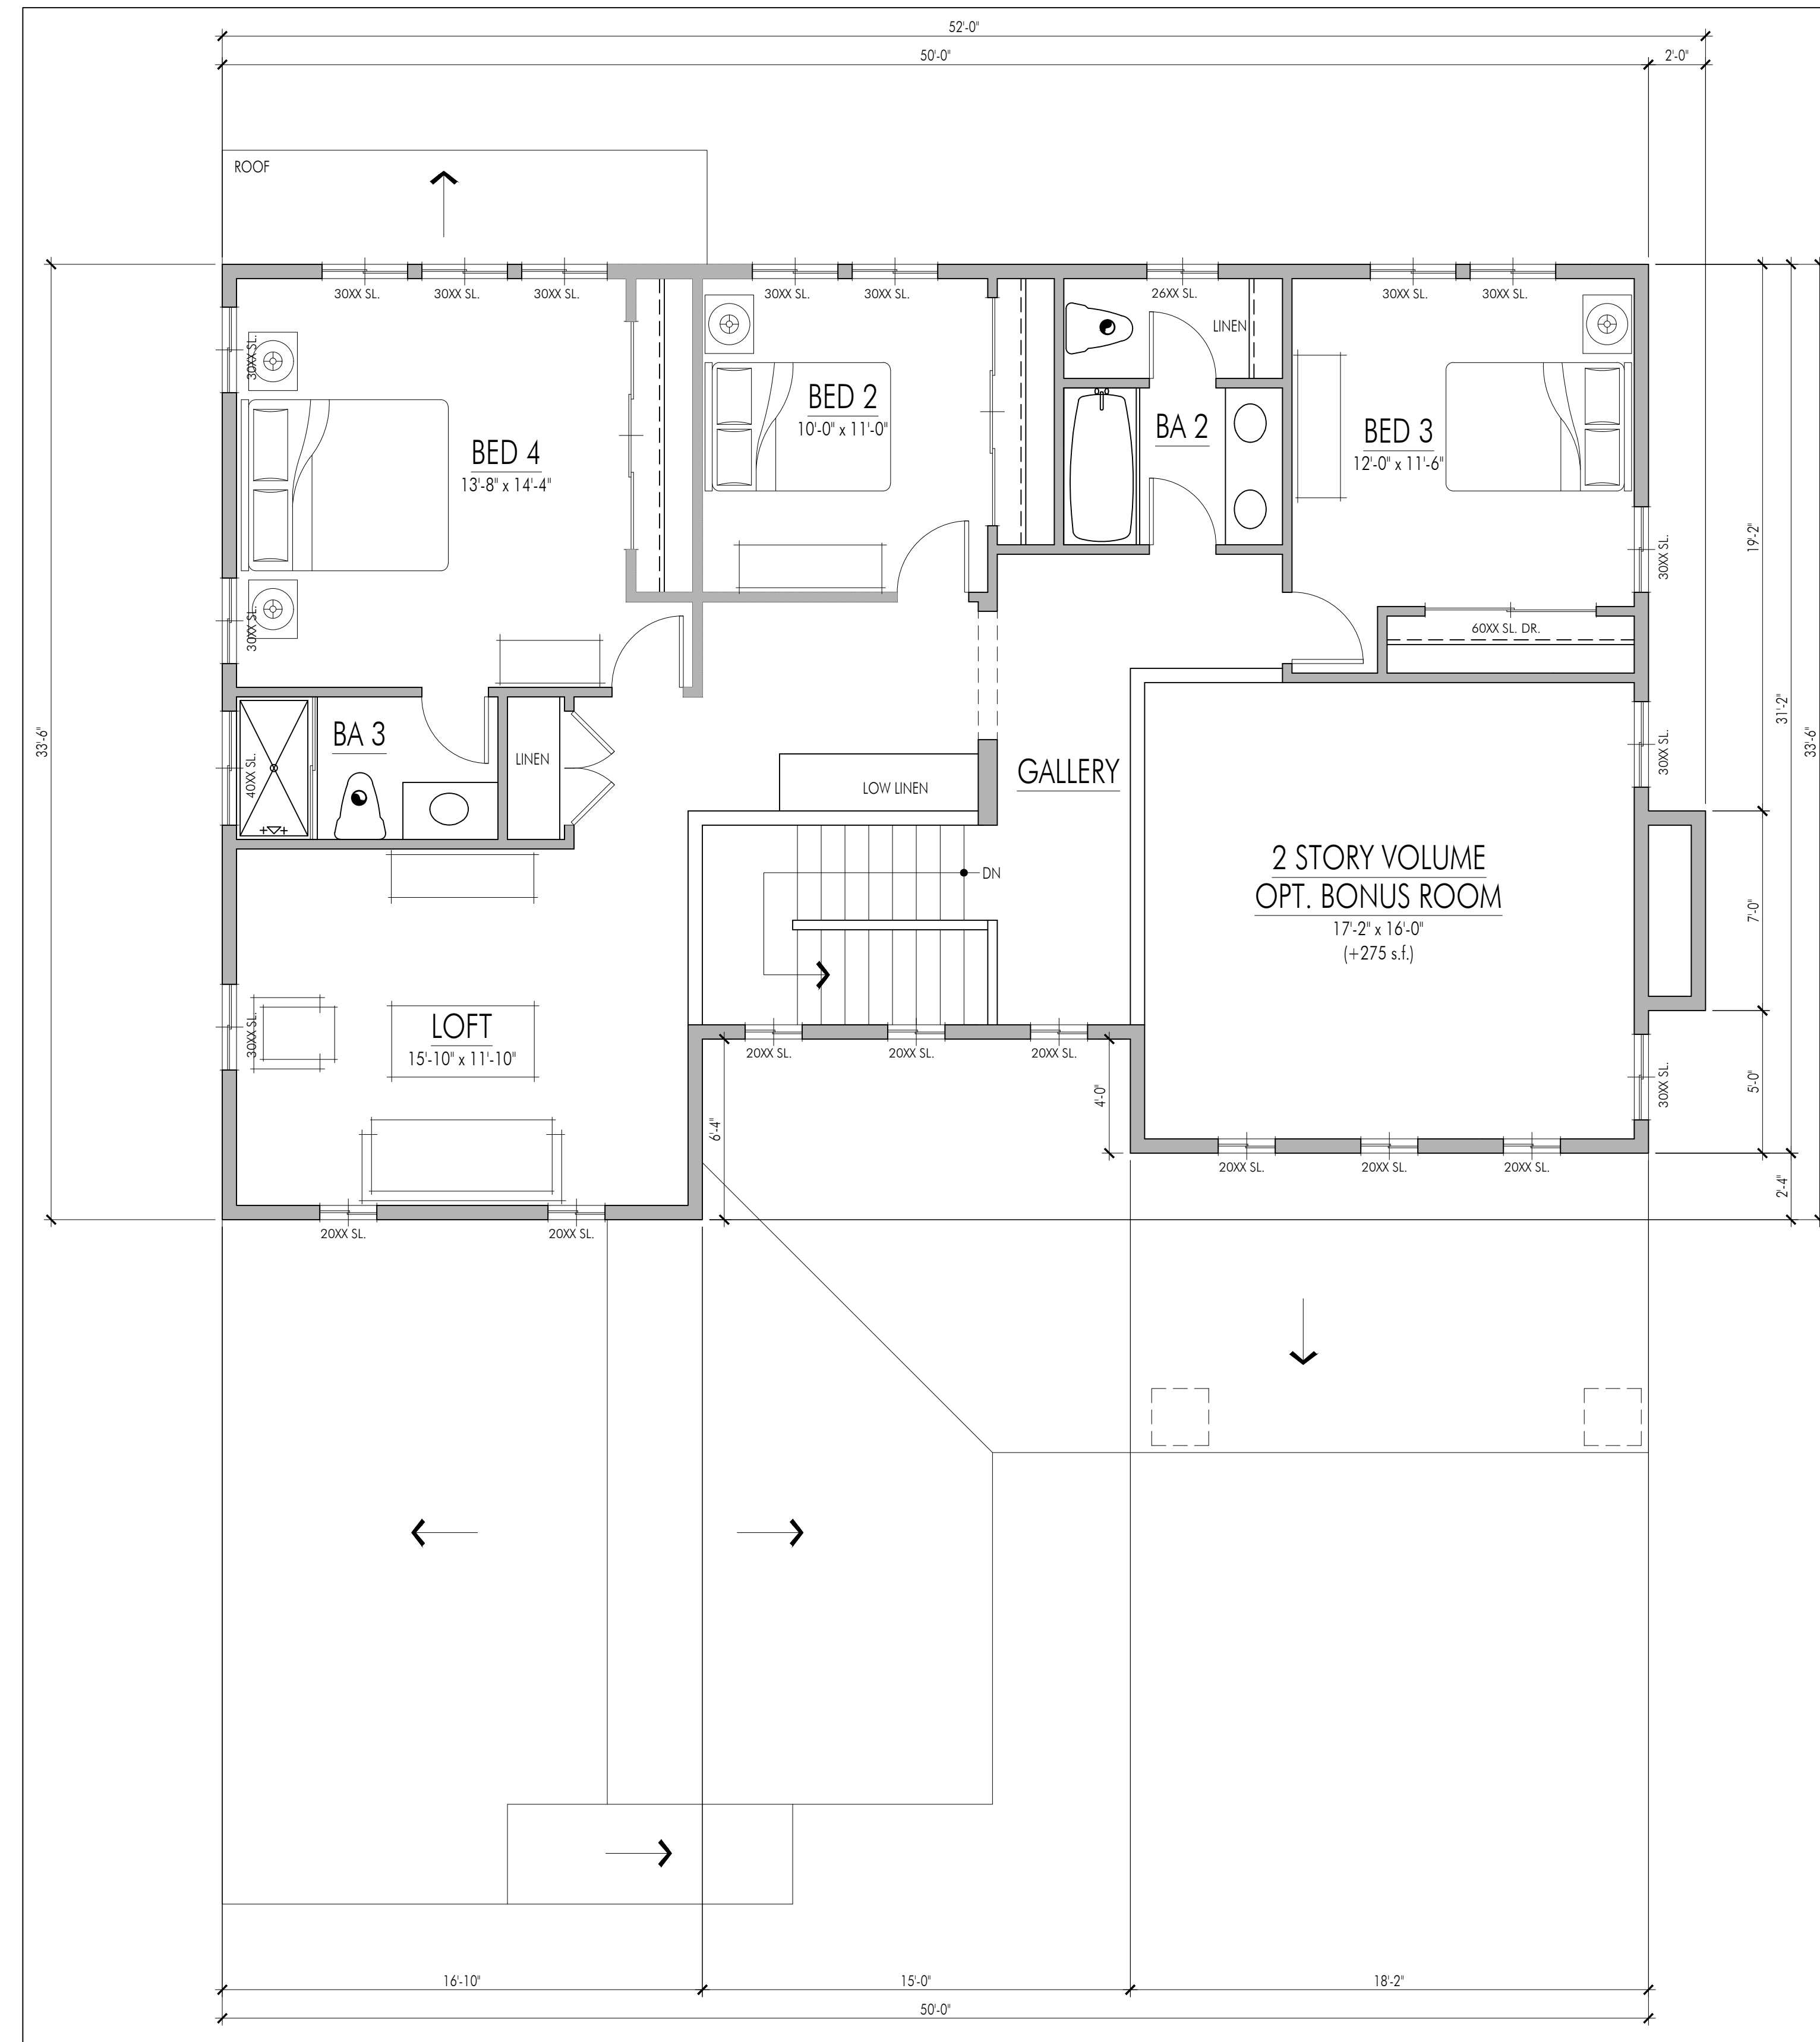 52'-0"
50'-0"
2'-0"
ROOF
30XX SL.
30XX SL.
30XX SL.
30XX SL.
30XX SL.
26XX SL.
30XX SL.
30XX SL.
LINEN
30XX SL.
BED 2
10'-0" x 11'-0"
BA 2
BED 3
12'-0" x 11'-6"
BED 4
13'-8" x 14'-4"
19'-2"
30XX SL.
30XX SL.
60XX SL. DR.
31'-2"
33'-6"
33'-6"
BA 3
LINEN
40XX SL.
LOW LINEN
GALLERY
30XX SL.
2 STORY VOLUME
OPT. BONUS ROOM
17'-2" x 16'-0"
(+275 s.f.)
DN
7'-0"
LOFT
15'-10" x 11'-10"
30XX SL.
20XX SL.
20XX SL.
20XX SL.
30XX SL.
5'-0"
4'-0"
6'-4"
20XX SL.
20XX SL.
20XX SL.
2'-4"
20XX SL.
20XX SL.
16'-10"
15'-0"
18'-2"
50'-0"